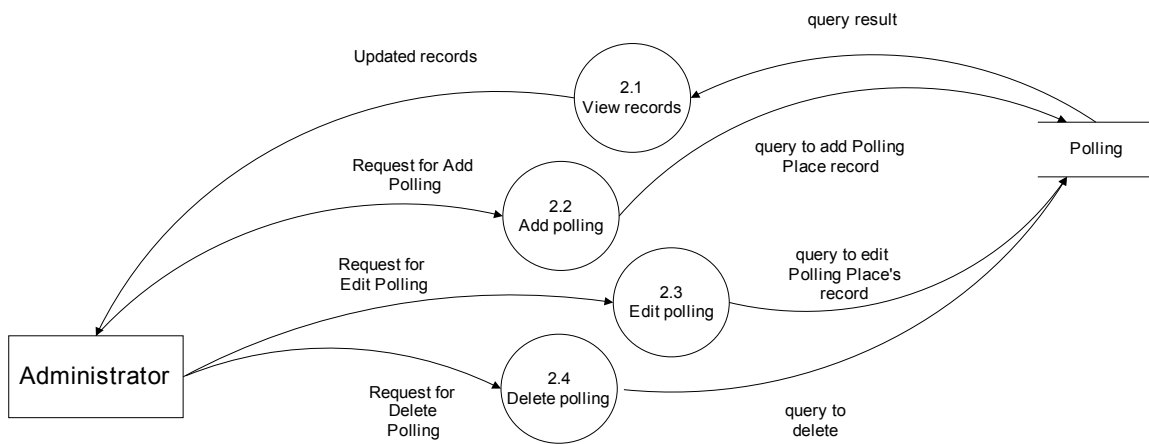 query result
Updated records
2.1
View records
query to add Polling
Place record
Polling
Request for Add
Polling
2.2
Add polling
Request for
Edit Polling
query to edit
Polling Place's
record
2.3
Edit polling
Administrator
2.4
Delete polling
Request for
Delete
Polling
query to
delete